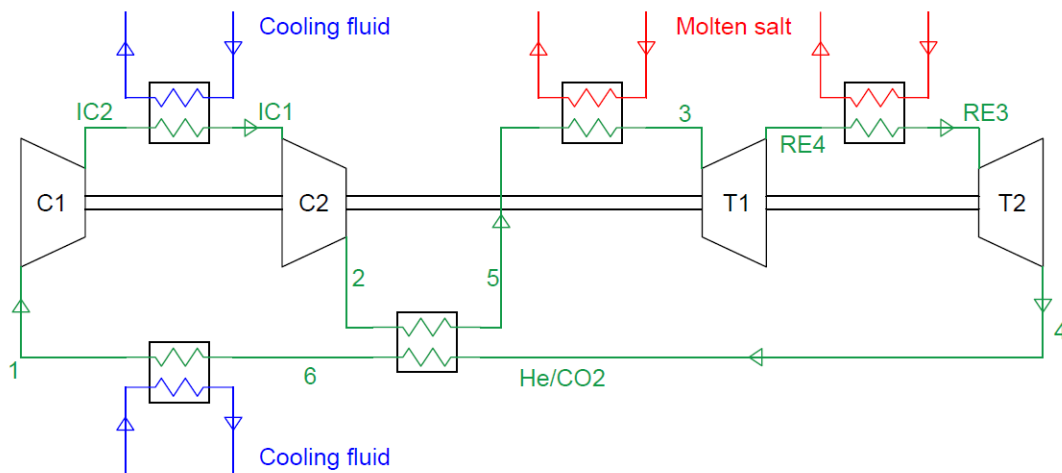 Cooling fluid
Molten salt
IC2
IC1
3
RE4
RE3
C1
C2
T1
T2
2
5
1
6
He/CO2
4
Cooling fluid